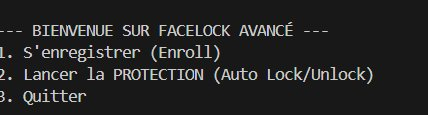 --- BIENVENUE SUR FACELOCK AVANCÉ ---
1. S'enregistrer (Enroll)
2. Lancer la PROTECTION (Auto Lock/Unlock)
3. Quitter